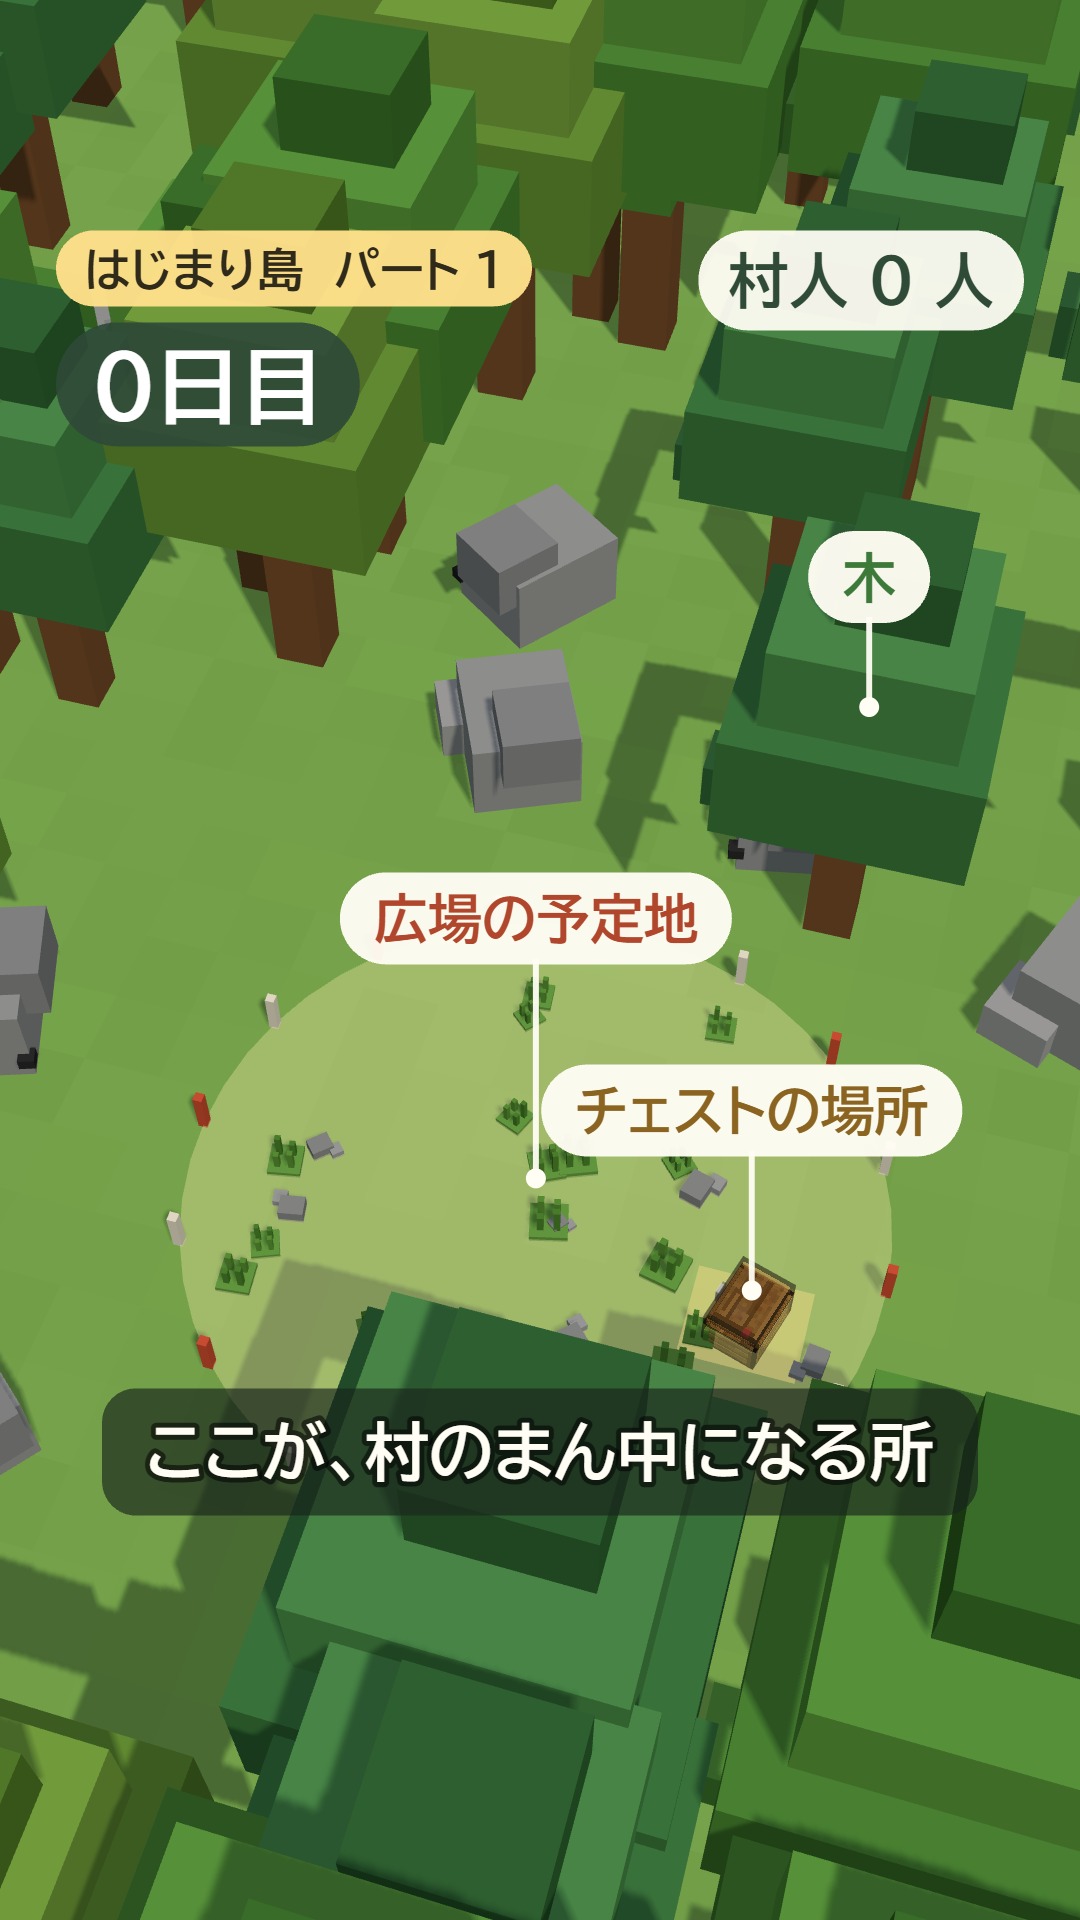 はじまり島 パート 1
村人 0 人
0日目
木
広場の予定地
チェストの場所
ここが、村のまん中になる所